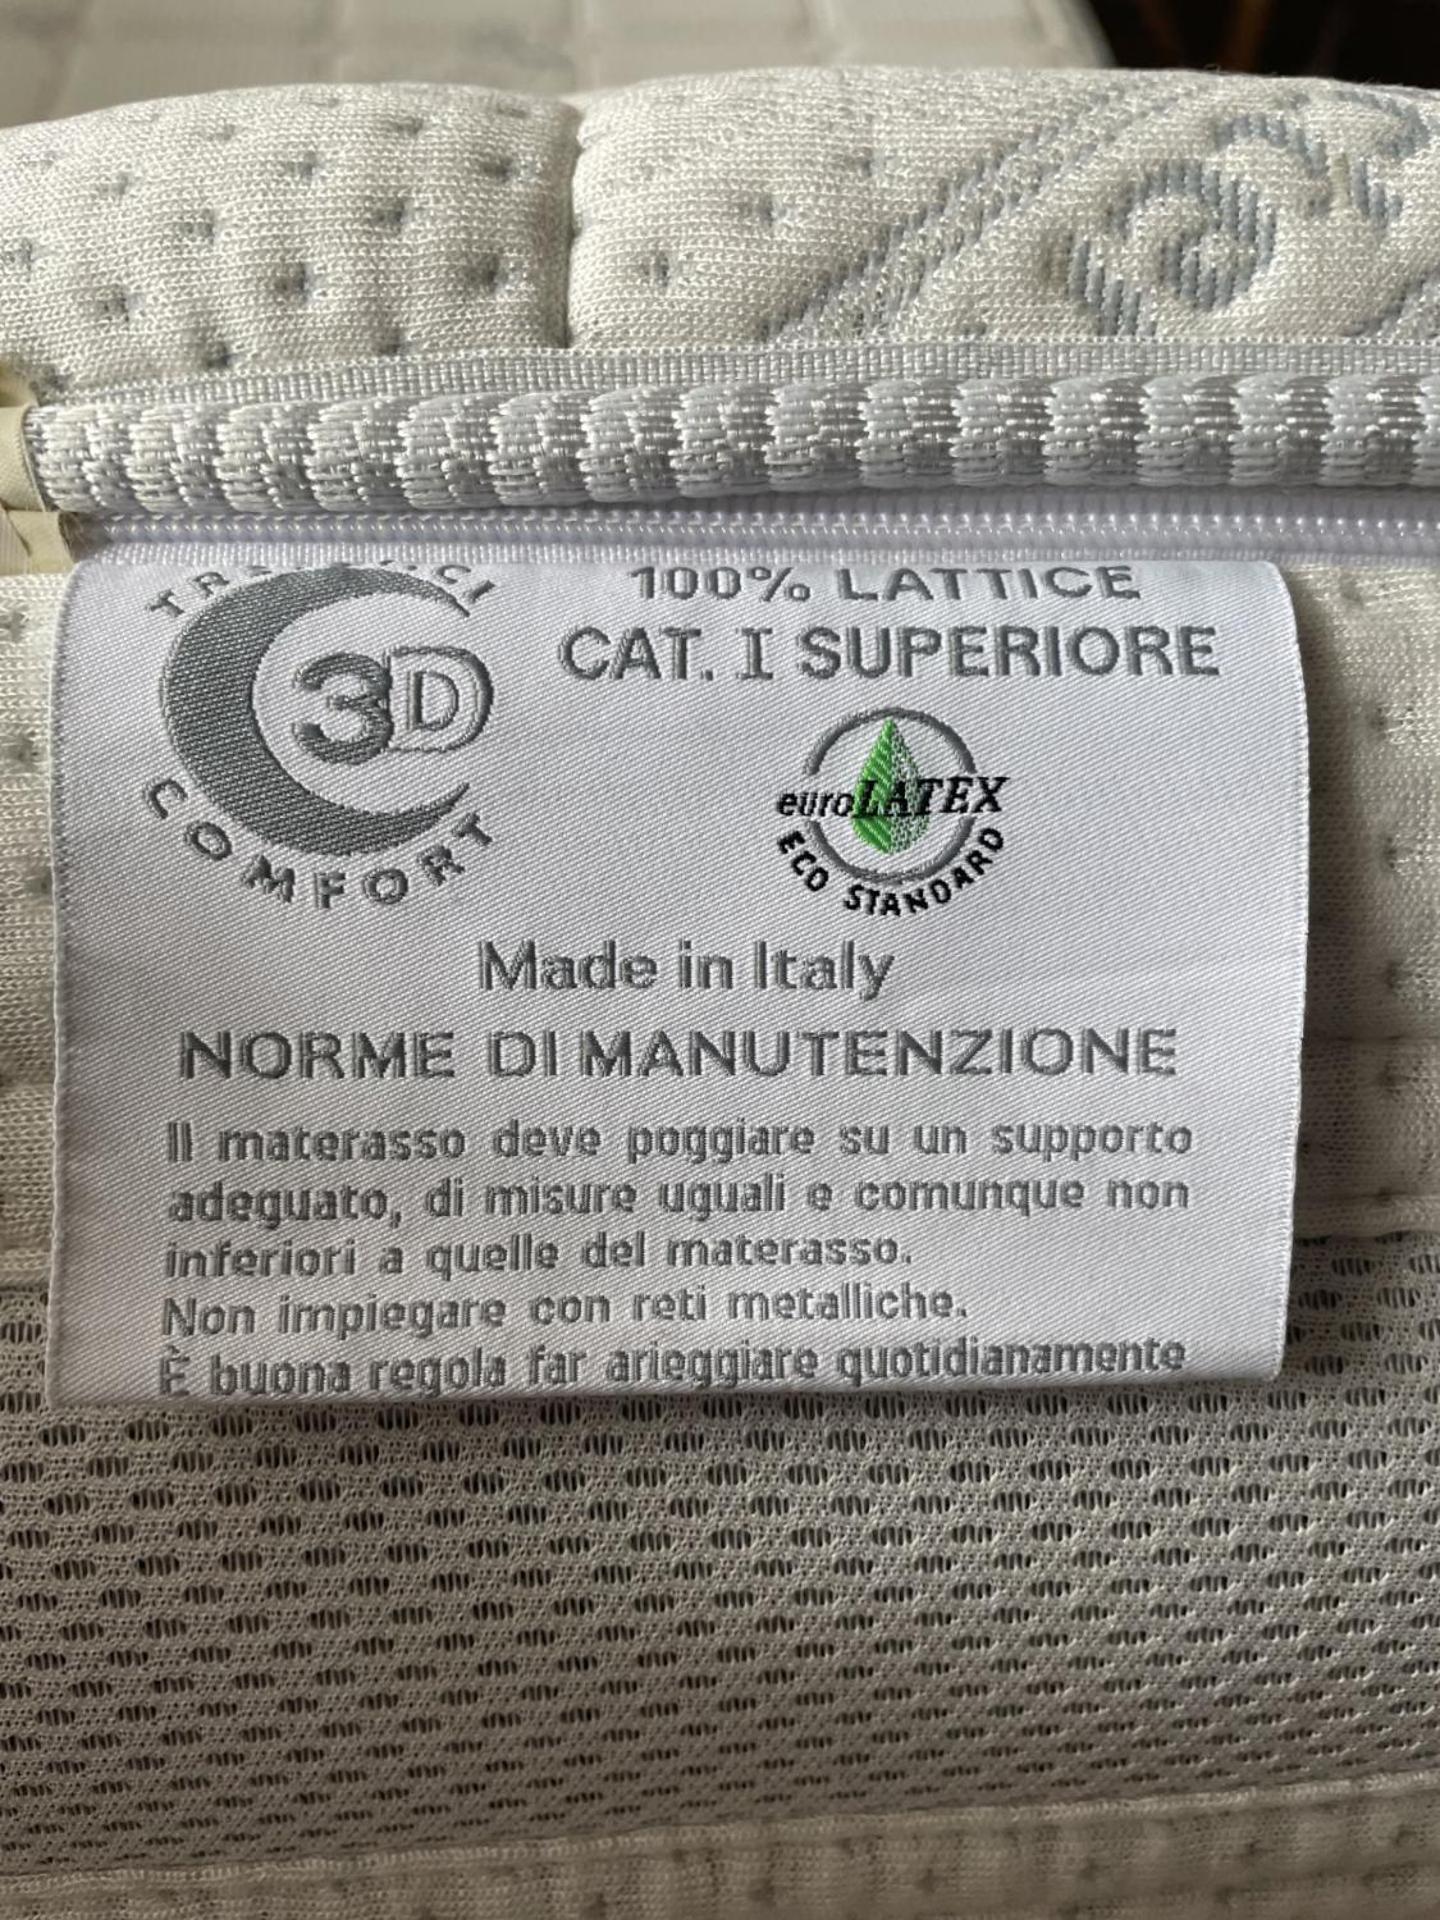 3D
COMFORT
100% LATTICE
CAT. I SUPERIORE
euroLATEX
ECO STANDARD
Made in Italy
NORME DI MANUTENZIONE
Il materasso deve poggiare su un supporto
adeguato, di misure uguali e comunque non
inferiori a quelle del materasso.
Non impiegare con reti metalliche.
È buona regola far arieggiare quotidianamente